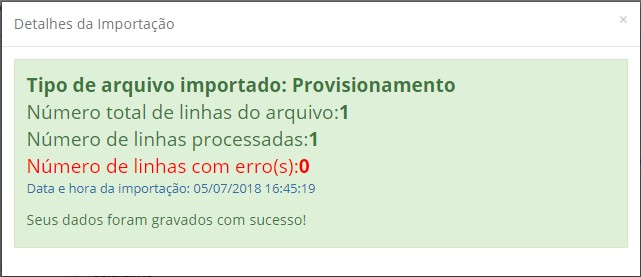 Detalhes da Importação
×
Tipo de arquivo importado: Provisionamento
Número total de linhas do arquivo:1
Número de linhas processadas:1
Número de linhas com erro(s):0
Data e hora da importação: 05/07/2018 16:45:19
Seus dados foram gravados com sucesso!